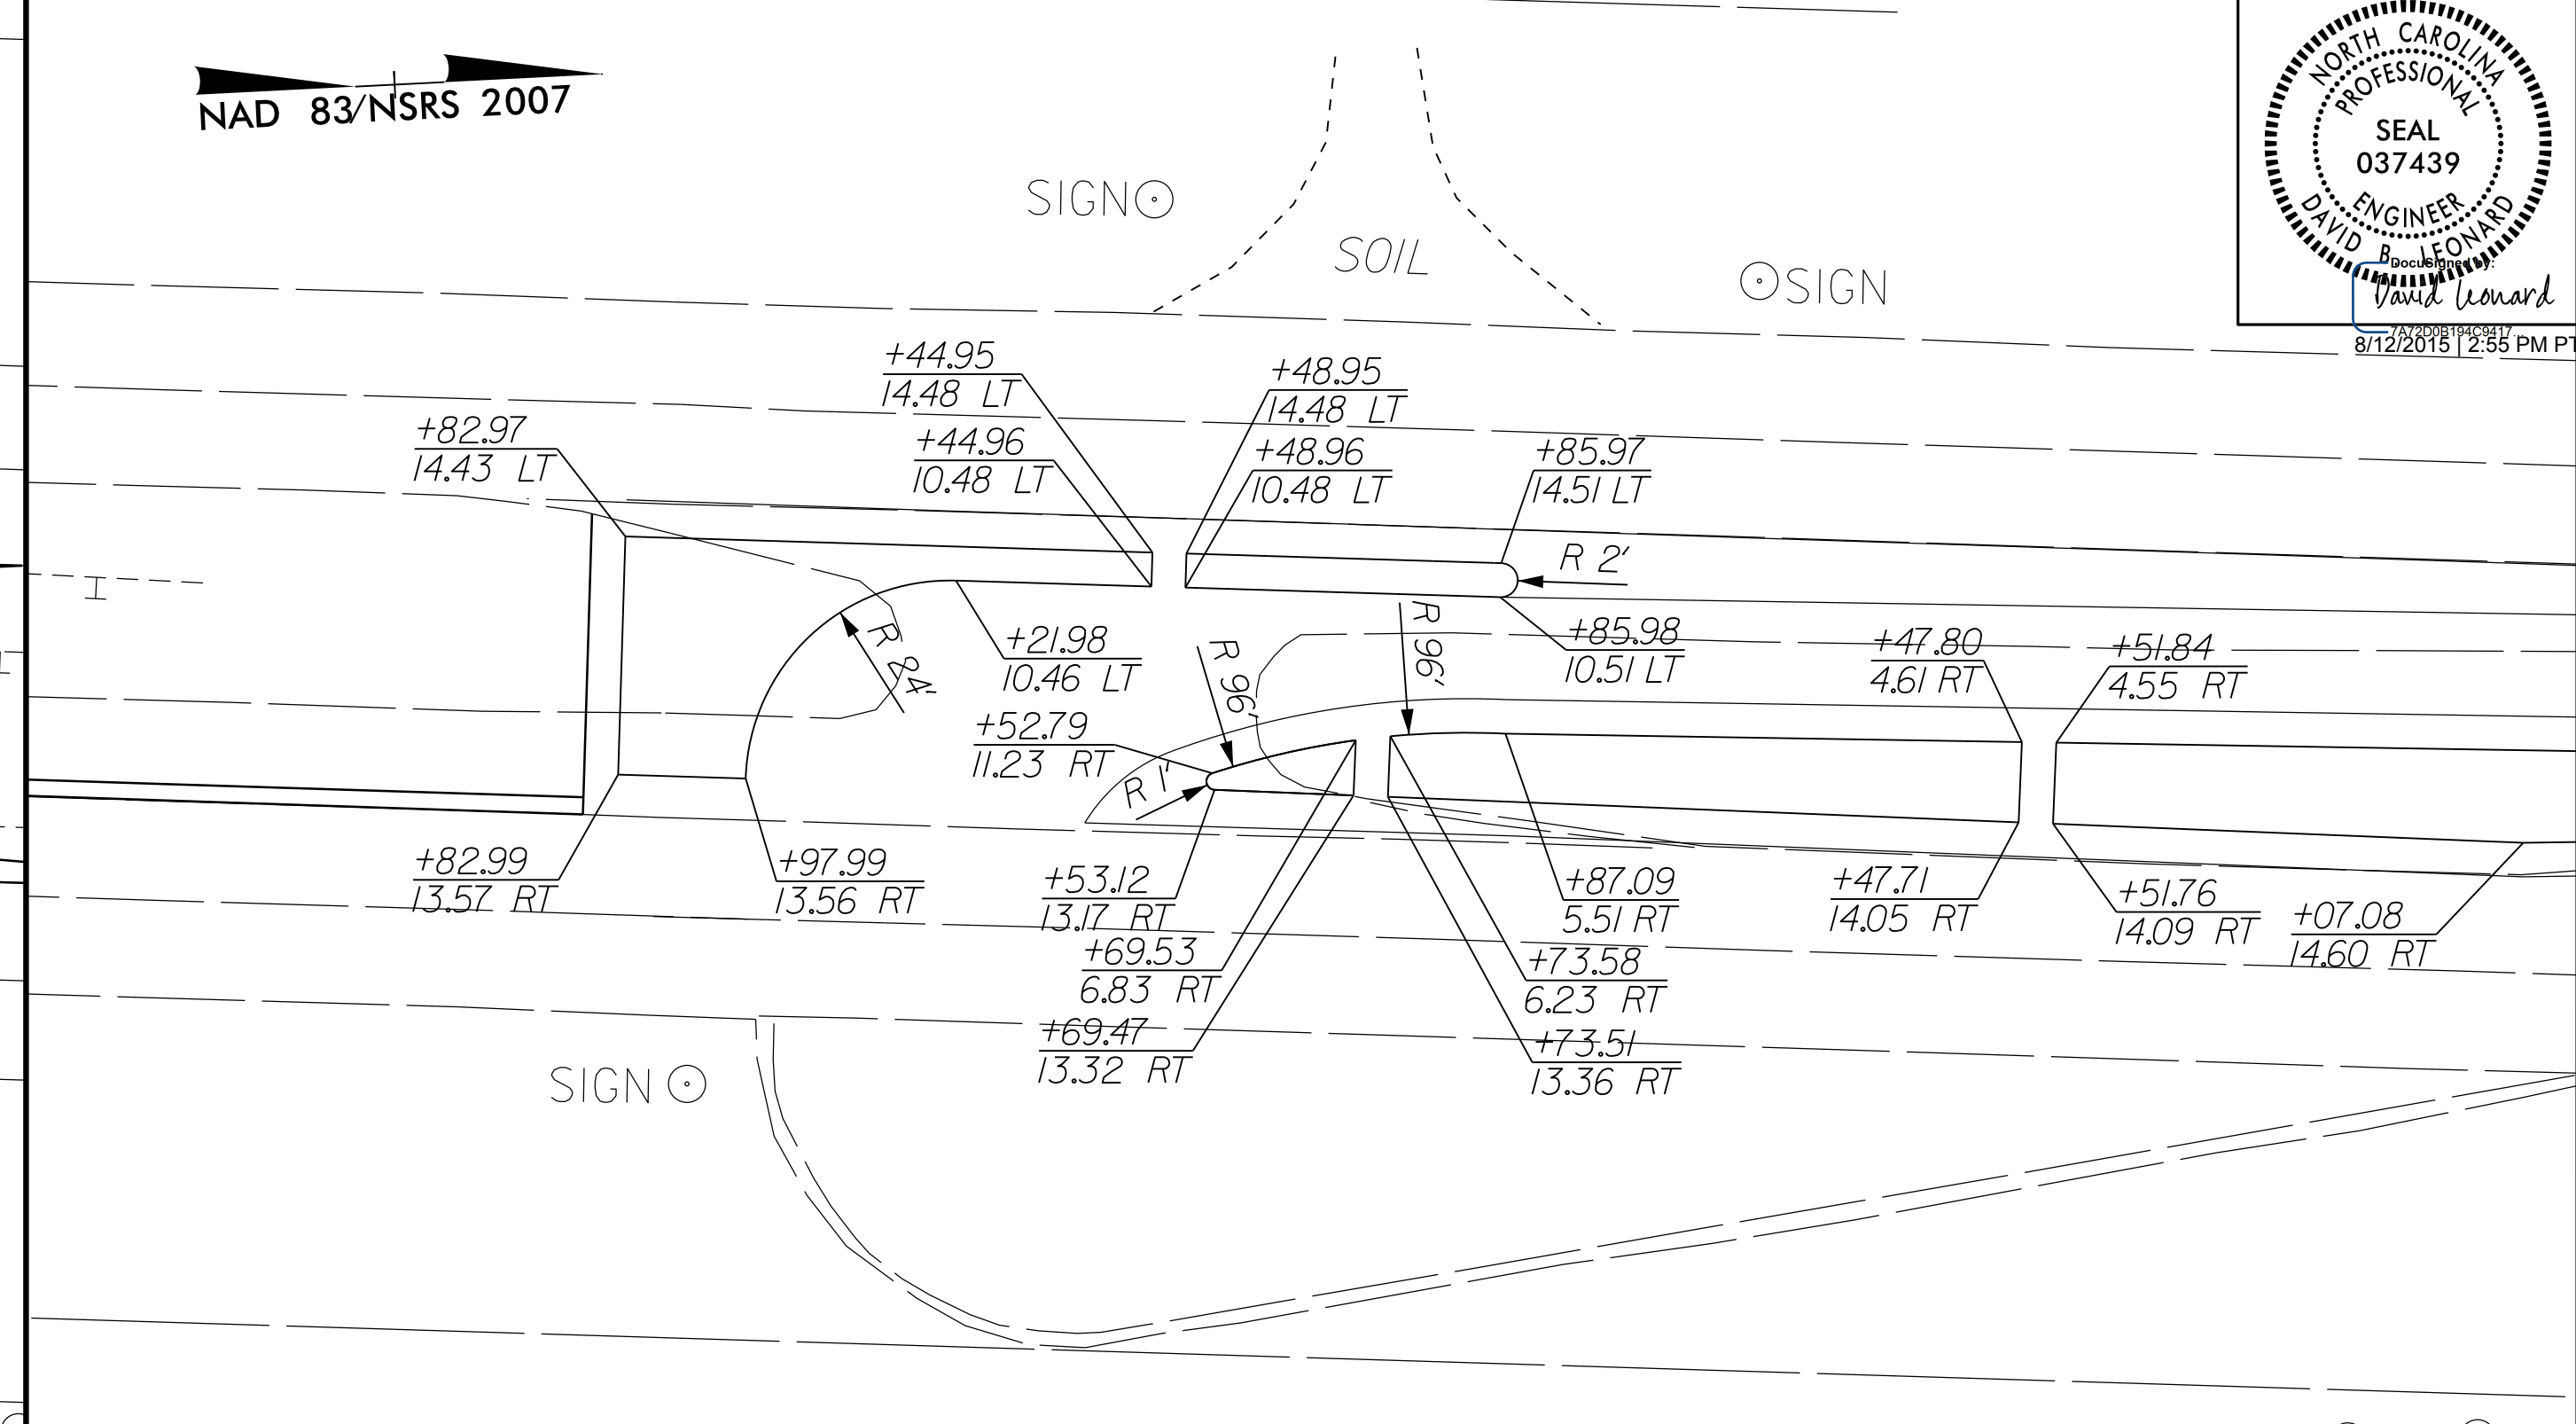 NAD 83/NSRS 2007
NORTH CAROLINA
PROFESSIONAL
SEAL
037439
ENGINEER
DAVID B. LEONARD
DocuSigned by:
David Leonard
7A72D0B194C9417...
8/12/2015 | 2:55 PM PT
SIGN
SOIL
SIGN
+44.95
14.48 LT
+48.95
14.48 LT
+82.97
14.43 LT
+44.96
10.48 LT
+48.96
10.48 LT
+85.97
14.51 LT
R 2'
R 24'
+21.98
10.46 LT
R 96'
R 96'
+85.98
10.51 LT
+47.80
4.61 RT
+51.84
4.55 RT
+52.79
11.23 RT
R 1'
+82.99
13.57 RT
+97.99
13.56 RT
+53.12
13.17 RT
+87.09
5.51 RT
+47.71
14.05 RT
+51.76
14.09 RT
+07.08
14.60 RT
+69.53
6.83 RT
+73.58
6.23 RT
+69.47
13.32 RT
+73.51
13.36 RT
SIGN